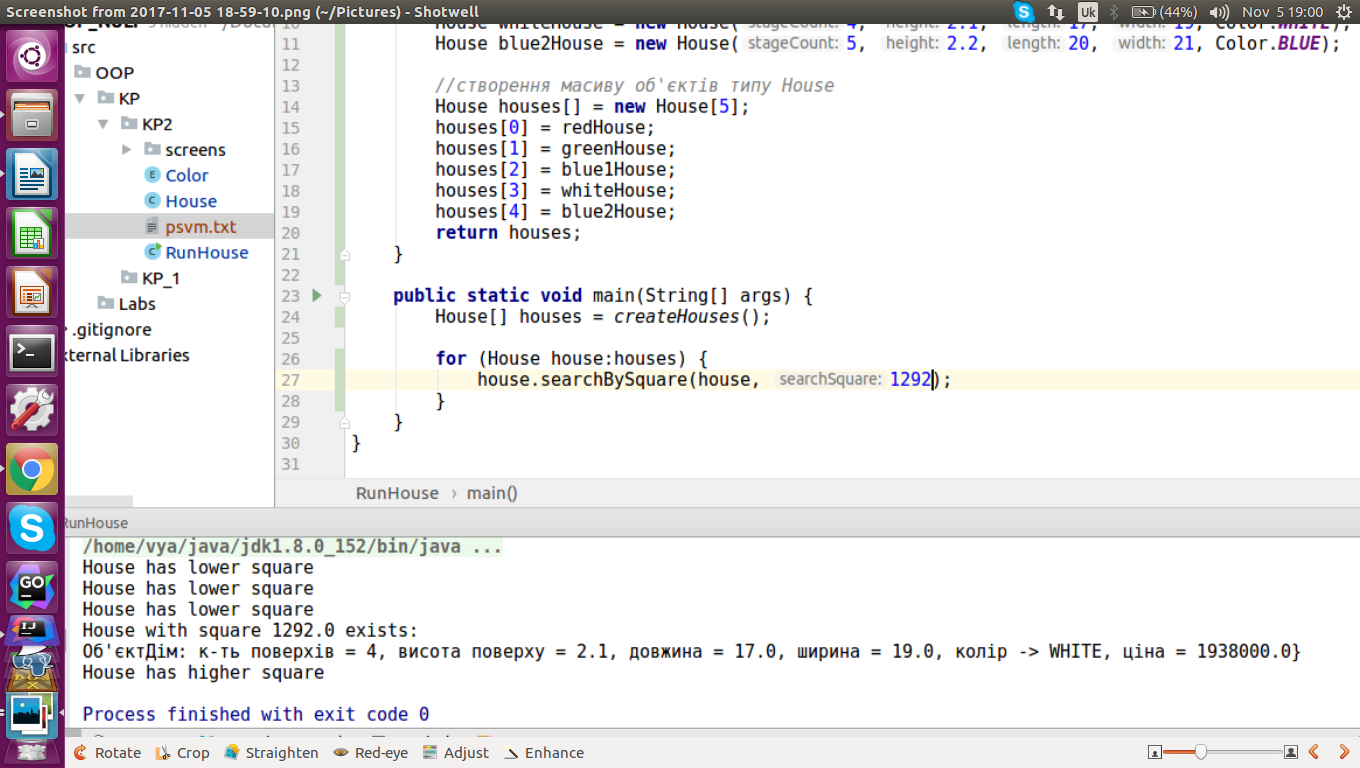 Screenshot from 2017-11-05 18-59-10.png (~/Pictures) - Shotwell
Uk (44%) Nov 5 19:00
src
OOP
KP
KP2
screens
Color
House
psvm.txt
RunHouse
KP_1
Labs
.gitignore
xternal Libraries
11 House blue2House = new House( stageCount: 5, height: 2.2, length: 20, width: 21, Color.BLUE);
12
13 //створення масиву об'єктів типу House
14 House houses[] = new House[5];
15 houses[0] = redHouse;
16 houses[1] = greenHouse;
17 houses[2] = blue1House;
18 houses[3] = whiteHouse;
19 houses[4] = blue2House;
20 return houses;
21 }
22
23 public static void main(String[] args) {
24 House[] houses = createHouses();
25
26 for (House house:houses) {
27 house.searchBySquare(house, searchSquare: 1292);
28 }
29 }
30 }
31
RunHouse › main()
RunHouse
/home/vya/java/jdk1.8.0_152/bin/java ...
House has lower square
House has lower square
House has lower square
House with square 1292.0 exists:
Об'єктДім: к-ть поверхів = 4, висота поверху = 2.1, довжина = 17.0, ширина = 19.0, колір -> WHITE, ціна = 1938000.0}
House has higher square
Process finished with exit code 0
Rotate Crop Straighten Red-eye Adjust Enhance